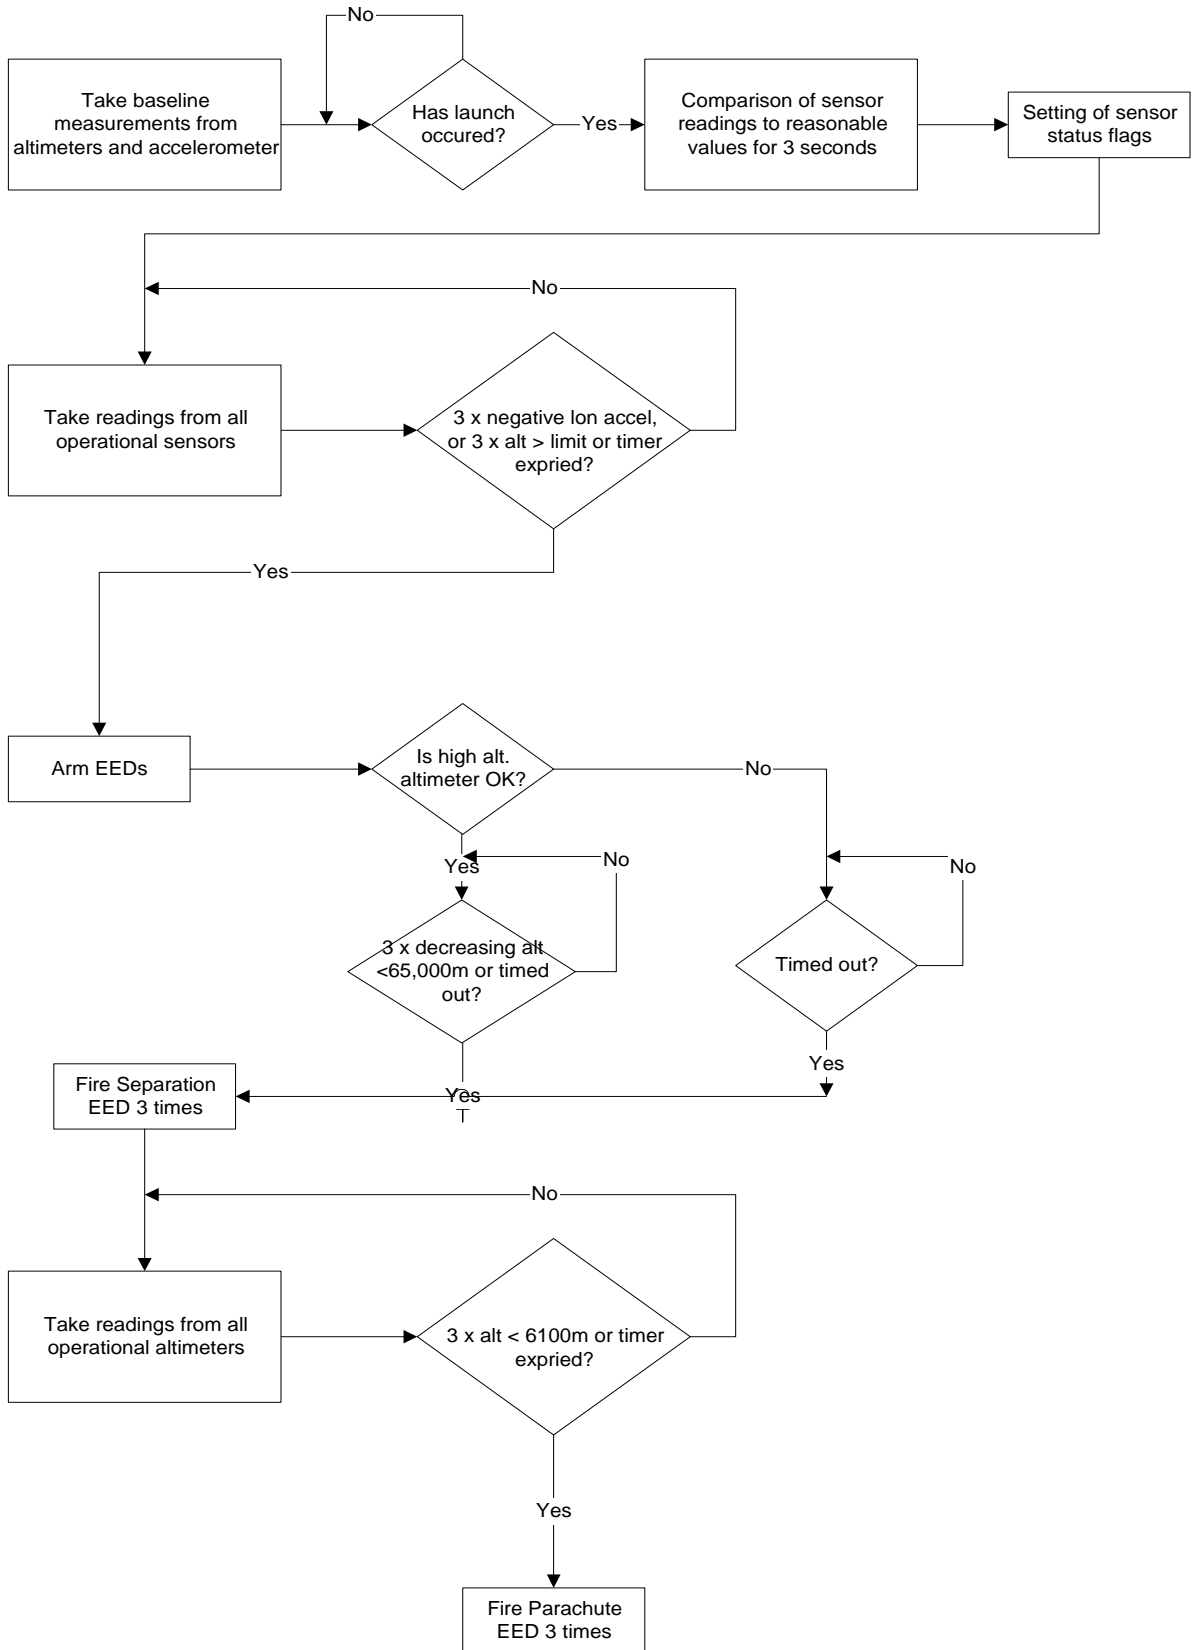 No
Take baseline
measurements from
altimeters and accelerometer
Has launch
occured?
Yes
Comparison of sensor
readings to reasonable
values for 3 seconds
Setting of sensor
status flags
No
Take readings from all
operational sensors
3 x negative lon accel,
or 3 x alt > limit or timer
expried?
Yes
Arm EEDs
Is high alt.
altimeter OK?
No
Yes
No
No
3 x decreasing alt
<65,000m or timed
out?
Timed out?
Yes
Fire Separation
EED 3 times
Yes
No
Take readings from all
operational altimeters
3 x alt < 6100m or timer
expried?
Yes
Fire Parachute
EED 3 times